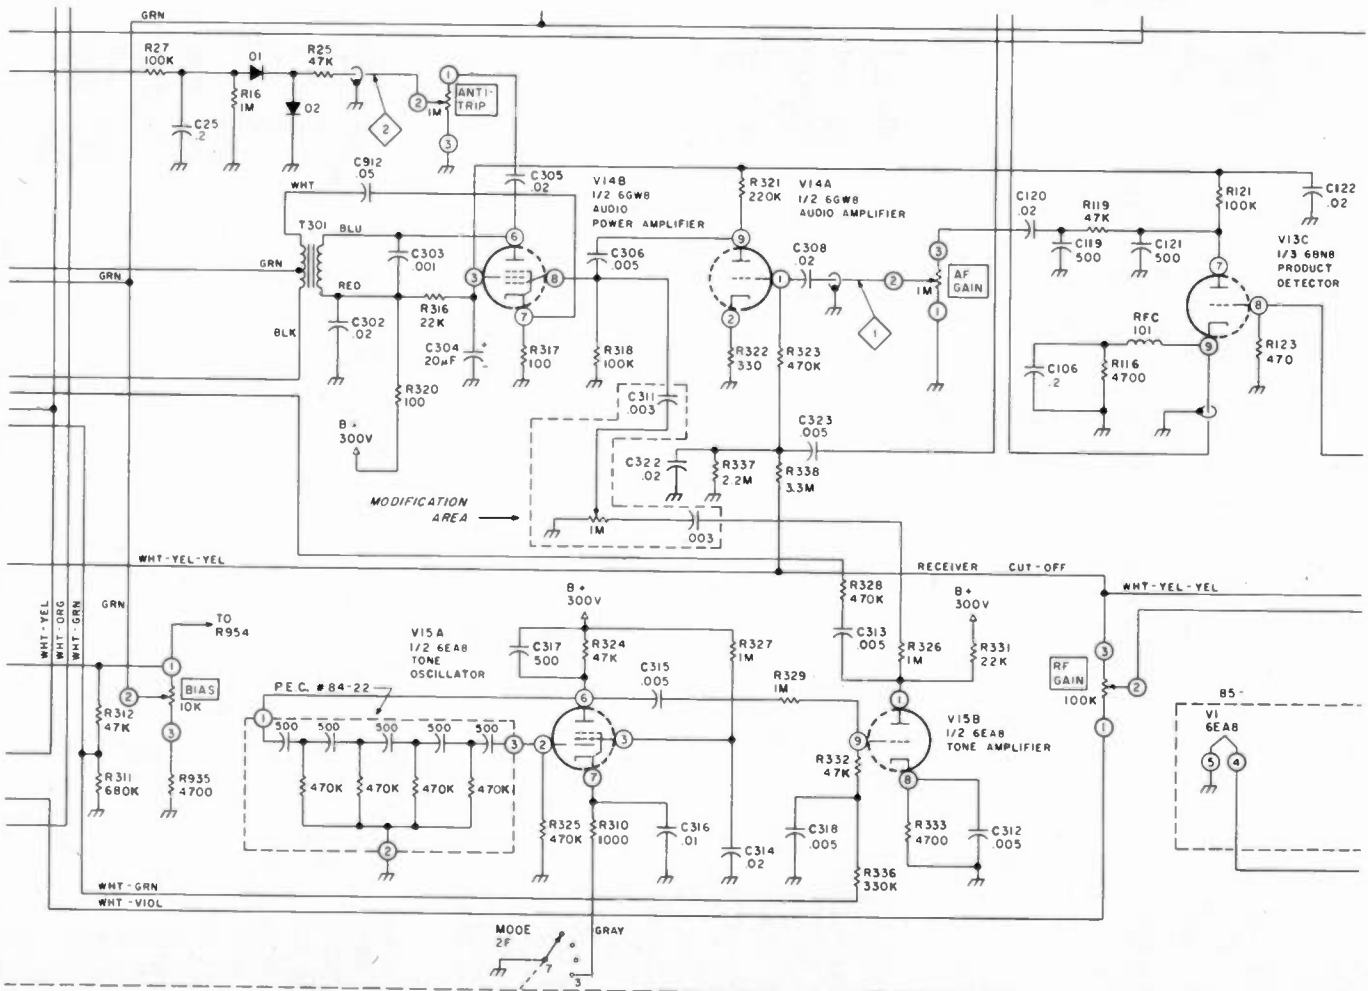 GRN
R27
100K
D1
R25
47K
R16
1M
D2
C25
.2
2
1
2
1M
3
ANTI-
TRIP
C912
.05
WHT
C305
.02
V14B
1/2 6GW8
AUDIO
POWER AMPLIFIER
R321
220K
V14A
1/2 6GW8
AUDIO AMPLIFIER
C120
.02
R119
47K
R121
100K
C122
.02
T301
BLU
C303
.001
6
C306
.005
9
C308
.02
3
C119
500
C121
500
V13C
1/3 6BN8
PRODUCT
DETECTOR
7
GRN
GRN
3
8
1
2
1M
AF
GAIN
1
RED
R316
22K
7
2
1
8
RFC
101
9
BLK
C302
.02
C304
20µF
+
-
R317
100
R318
100K
R322
330
R323
470K
C106
.2
R116
4700
R123
470
R320
100
C311
.003
B+
300V
C323
.005
C322
.02
R337
2.2M
R338
3.3M
MODIFICATION
AREA
1M
.003
WHT-YEL-YEL
RECEIVER CUT-OFF
WHT-YEL-YEL
WHT-YEL
WHT-ORG
WHT-GRN
GRN
TO
R954
B+
300V
R328
470K
B+
300V
V15A
1/2 6EA8
TONE
OSCILLATOR
C317
500
R324
47K
R327
1M
C313
.005
R326
1M
R331
22K
3
RF
GAIN
100K
2
1
1
2
BIAS
10K
3
P.E.C. #84-22
C315
.005
R329
1M
6
1
85-
V1
6EA8
5
4
R312
47K
1
500
500
500
500
500
3
2
3
7
9
V15B
1/2 6EA8
TONE AMPLIFIER
R332
47K
8
R311
680K
R935
4700
470K
470K
470K
470K
2
R325
470K
R310
1000
C316
.01
C314
.02
C318
.005
R333
4700
C312
.005
R336
330K
WHT-GRN
WHT-VIOL
MODE
2F
GRAY
7
3